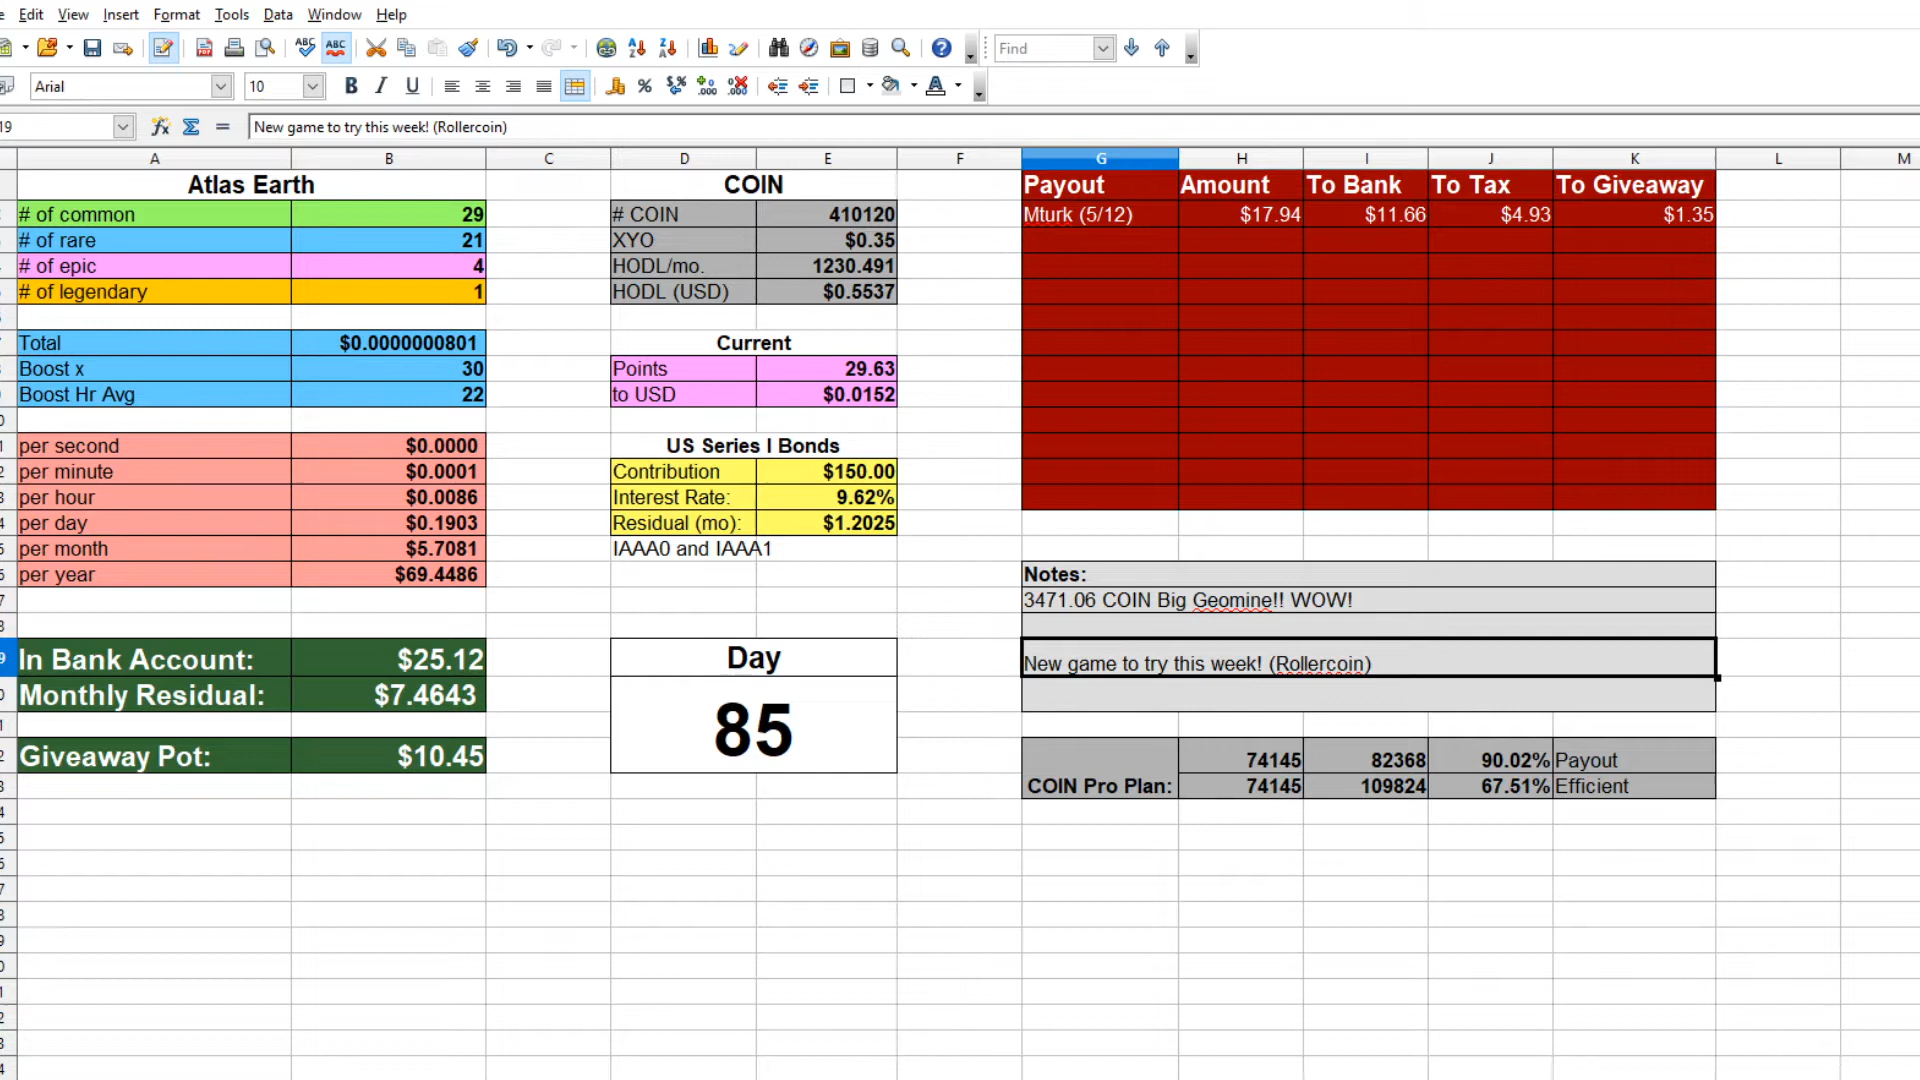 Edit View Insert Format Tools Data Window Help
Find
Arial 10
New game to try this week! (Rollercoin)
A B C D E F G H I J K L M
Atlas Earth COIN Payout Amount To Bank To Tax To Giveaway
# of common 29 # COIN 410120 Mturk (5/12) $17.94 $11.66 $4.93 $1.35
# of rare 21 XYO $0.35
# of epic 4 HODL/mo. 1230.491
# of legendary 1 HODL (USD) $0.5537
Total $0.0000000801 Current
Boost x 30 Points 29.63
Boost Hr Avg 22 to USD $0.0152
per second $0.0000 US Series I Bonds
per minute $0.0001 Contribution $150.00
per hour $0.0086 Interest Rate: 9.62%
per day $0.1903 Residual (mo): $1.2025
per month $5.7081 IAAA0 and IAAA1
per year $69.4486 Notes:
3471.06 COIN Big Geomine!! WOW!
In Bank Account: $25.12 Day New game to try this week! (Rollercoin)
Monthly Residual: $7.4643 85
Giveaway Pot: $10.45 74145 82368 90.02% Payout
COIN Pro Plan: 74145 109824 67.51% Efficient